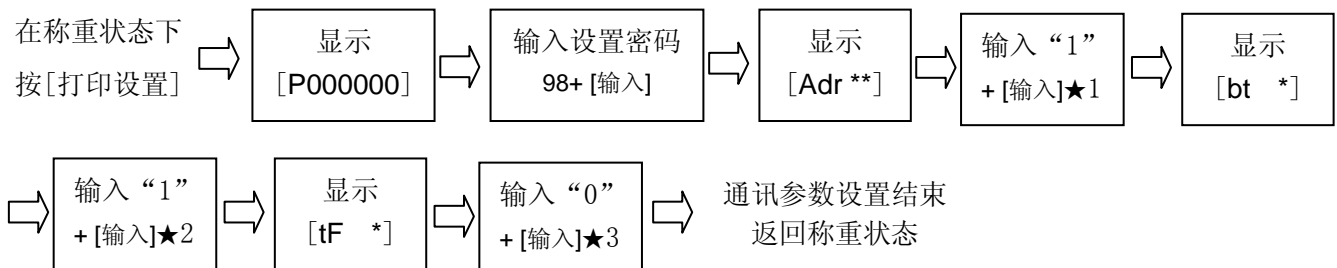 在称重状态下
按[打印设置]
显示
[P000000]
输入设置密码
98+ [输入]
显示
[Adr **]
输入“1”
+ [输入]★1
显示
[bt *]
输入“1”
+ [输入]★2
显示
[tF *]
输入“0”
+ [输入]★3
通讯参数设置结束
返回称重状态